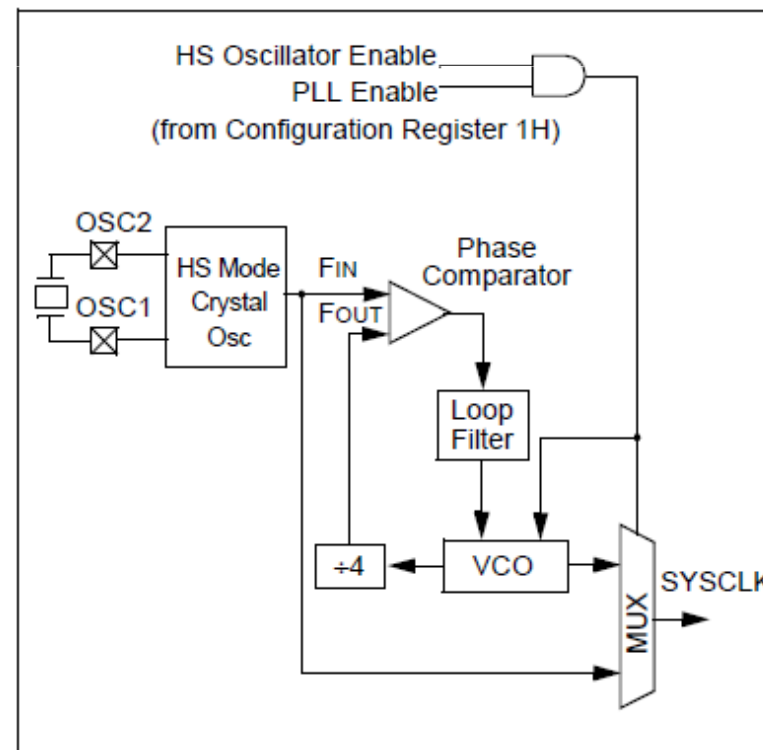 HS Oscillator Enable
PLL Enable
(from Configuration Register 1H)
OSC2
OSC1
HS Mode
Crystal
Osc
FIN
FOUT
Phase
Comparator
Loop
Filter
÷4
VCO
MUX
SYSCLK